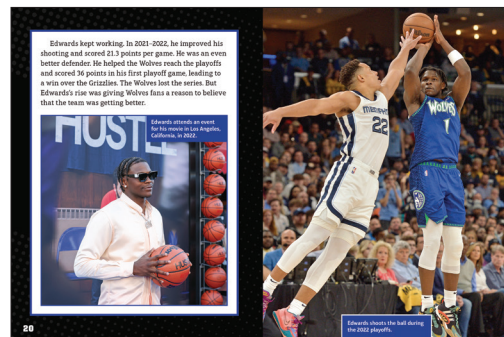 Edwards kept working. In 2021–2022, he improved his
shooting and scored 21.3 points per game. He was an even
better defender. He helped the Wolves reach the playoffs
and scored 36 points in his first playoff game, leading to
a win over the Grizzlies. The Wolves lost the series. But
Edwards's rise was giving Wolves fans a reason to believe
that the team was getting better.
HUSTL
Edwards attends an event
for his movie in Los Angeles,
California, in 2022.
20
MEMPHIS
22
WOLVES
1
Edwards shoots the ball during
the 2022 playoffs.